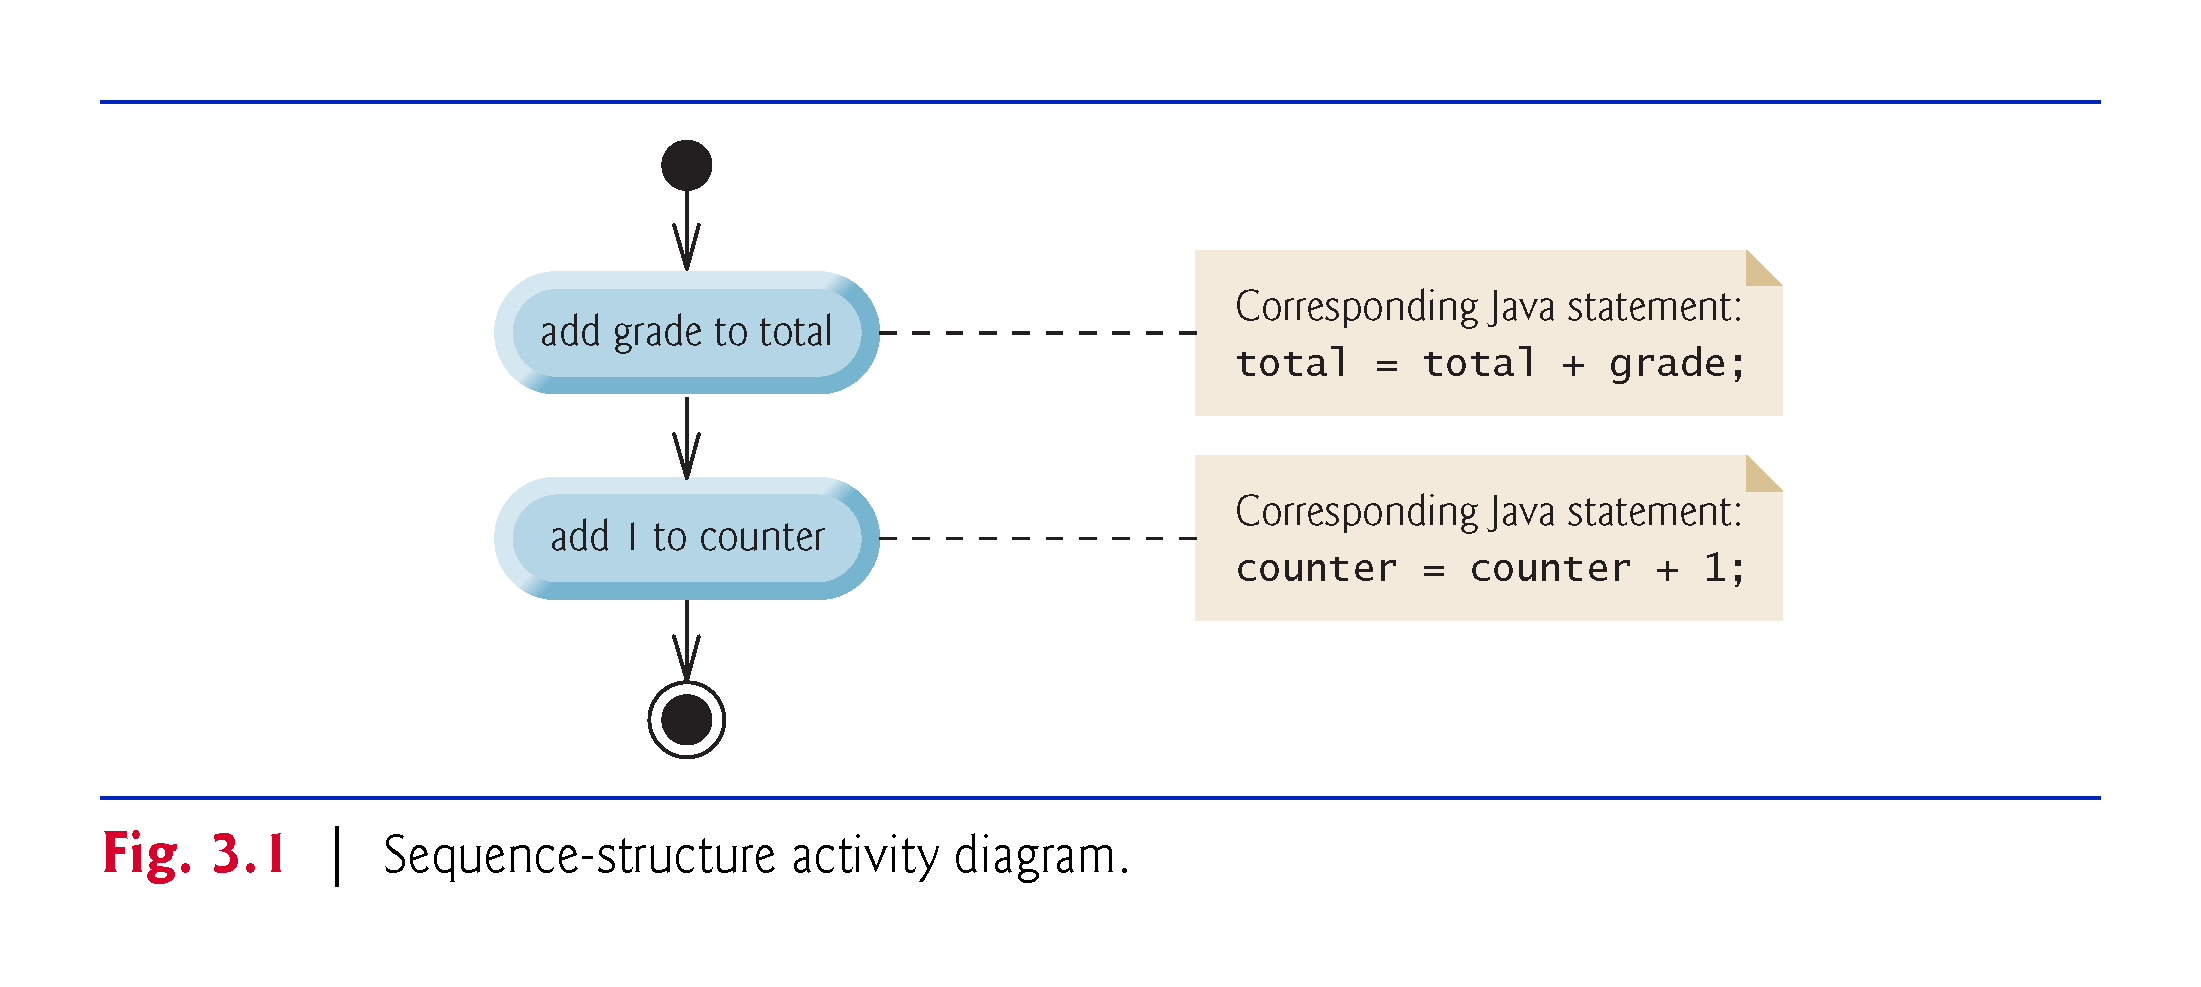 add grade to total
Corresponding Java statement:
total = total + grade;
add 1 to counter
Corresponding Java statement:
counter = counter + 1;
Fig. 3.1 | Sequence-structure activity diagram.